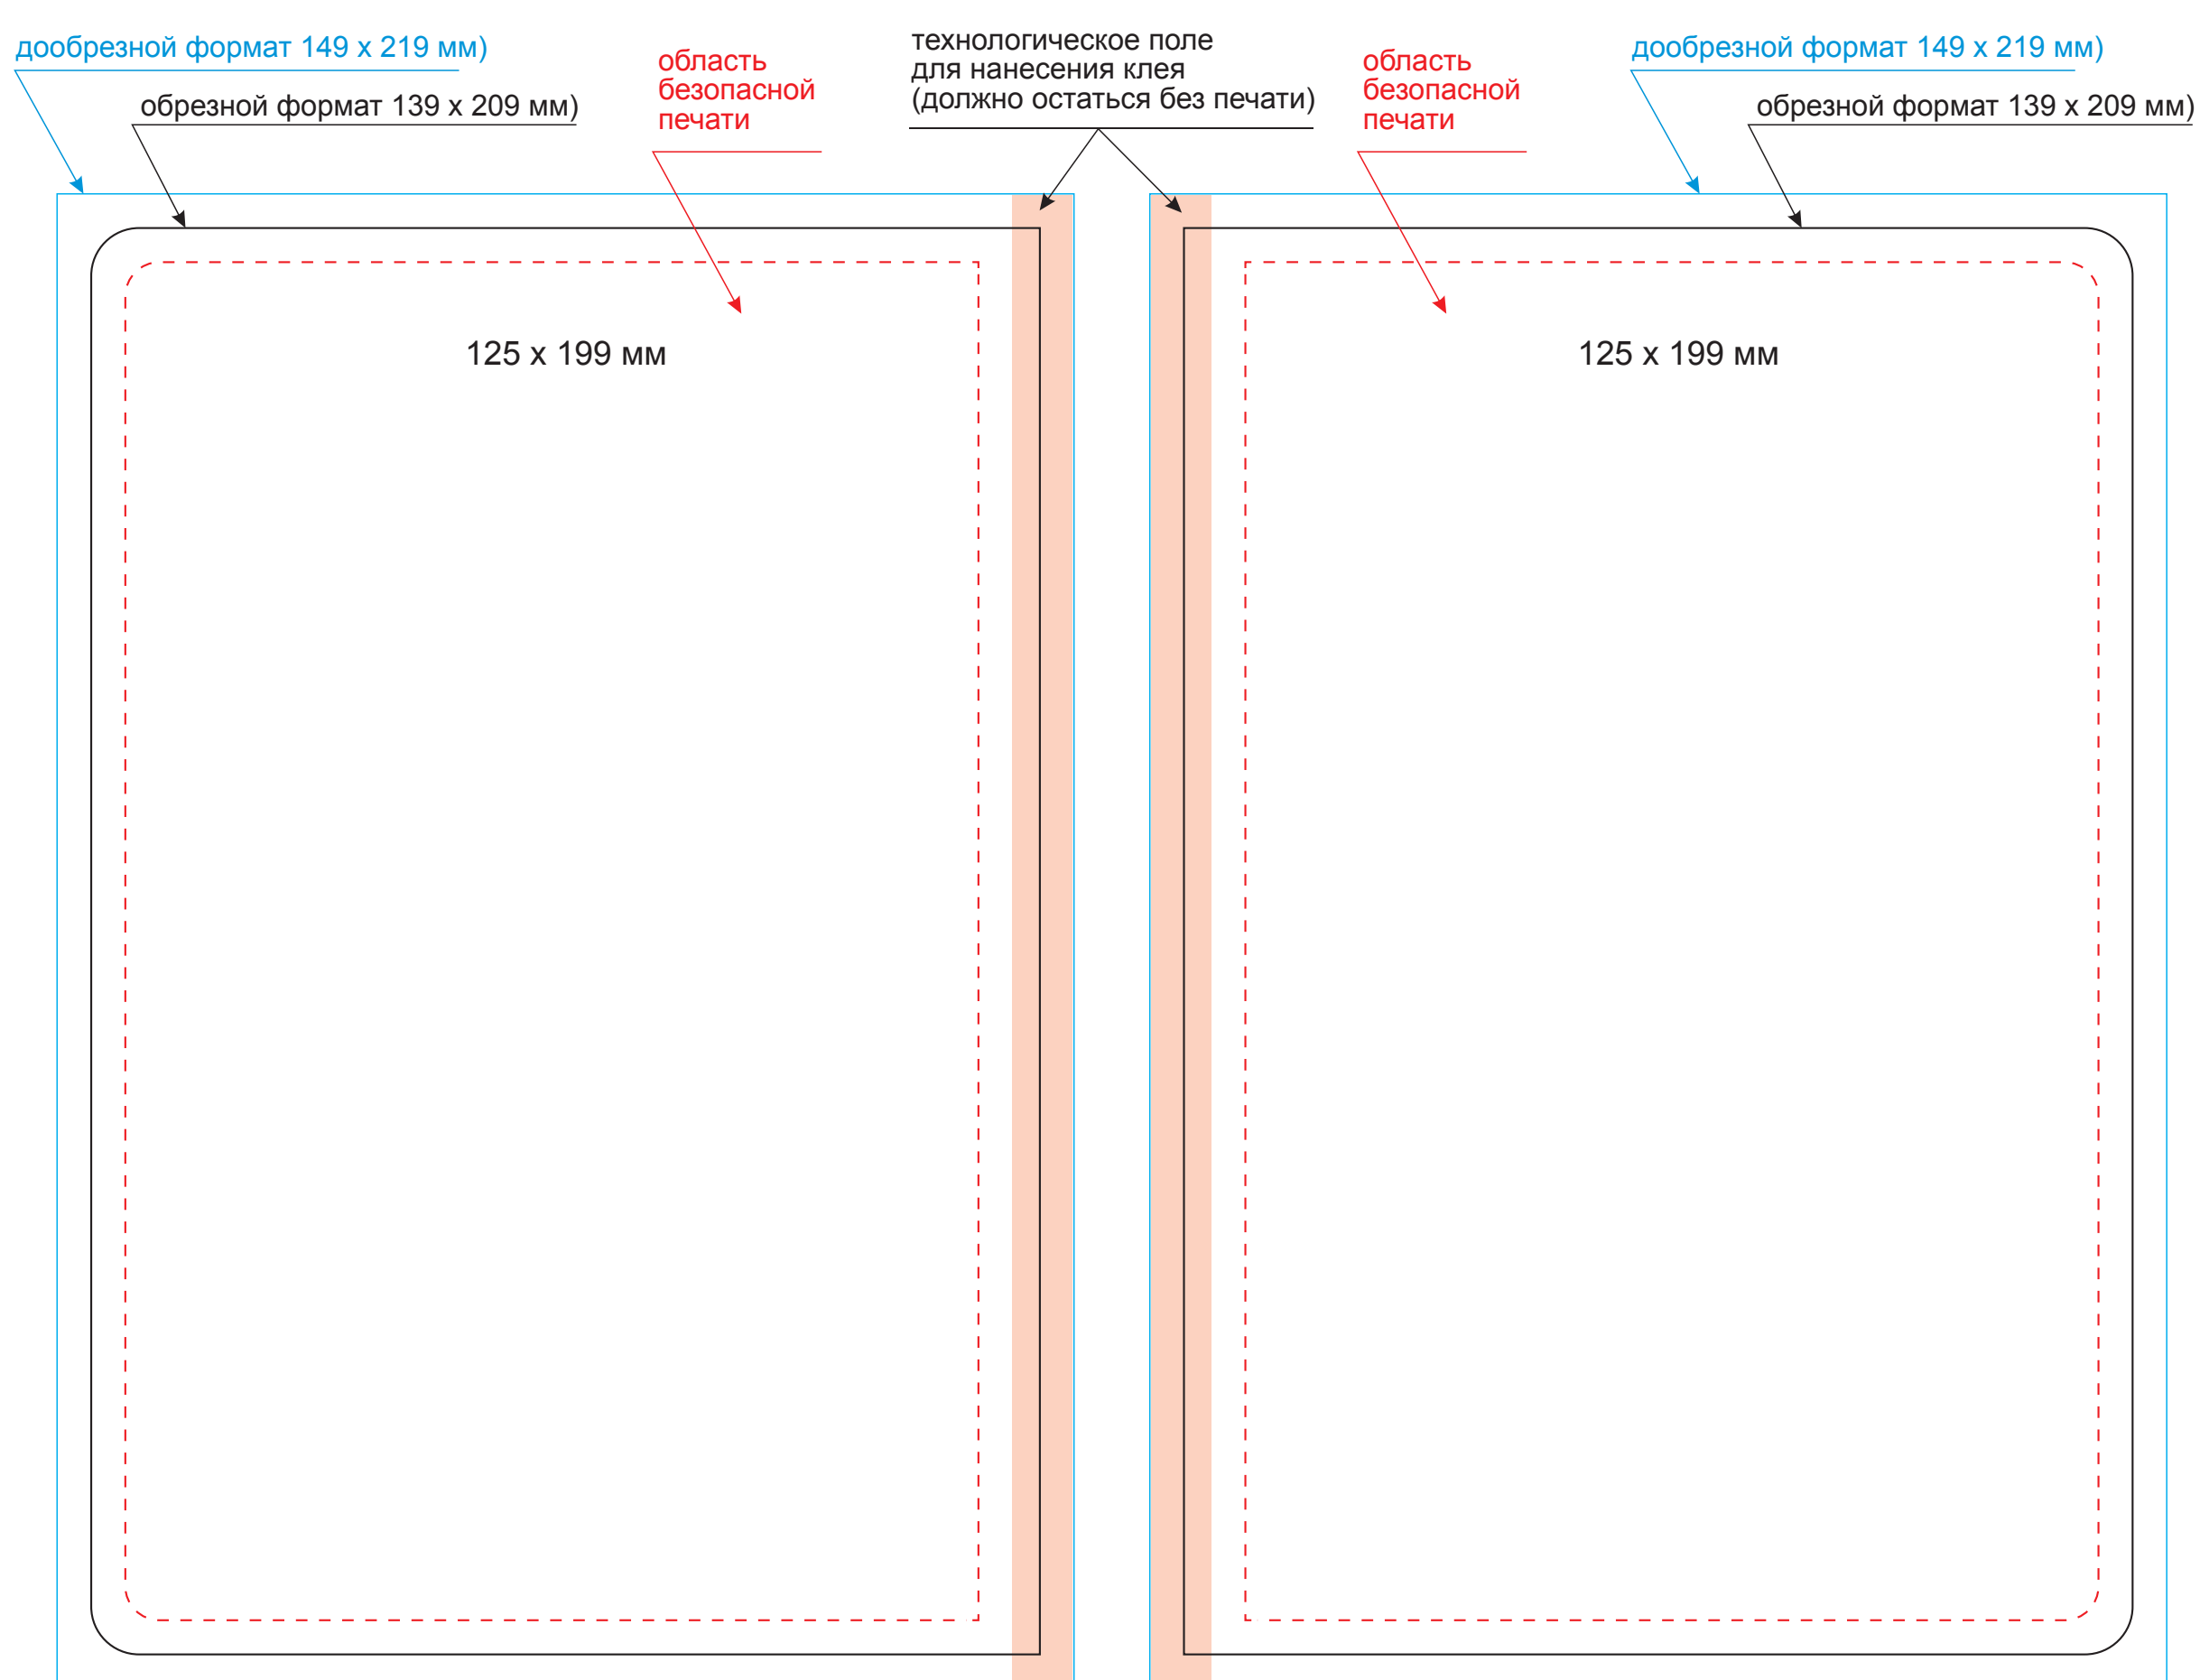 дообрезной формат 149 х 219 мм)
обрезной формат 139 х 209 мм)
область
безопасной
печати
технологическое поле
для нанесения клея
(должно остаться без печати)
область
безопасной
печати
дообрезной формат 149 х 219 мм)
обрезной формат 139 х 209 мм)
125 х 199 мм
125 х 199 мм